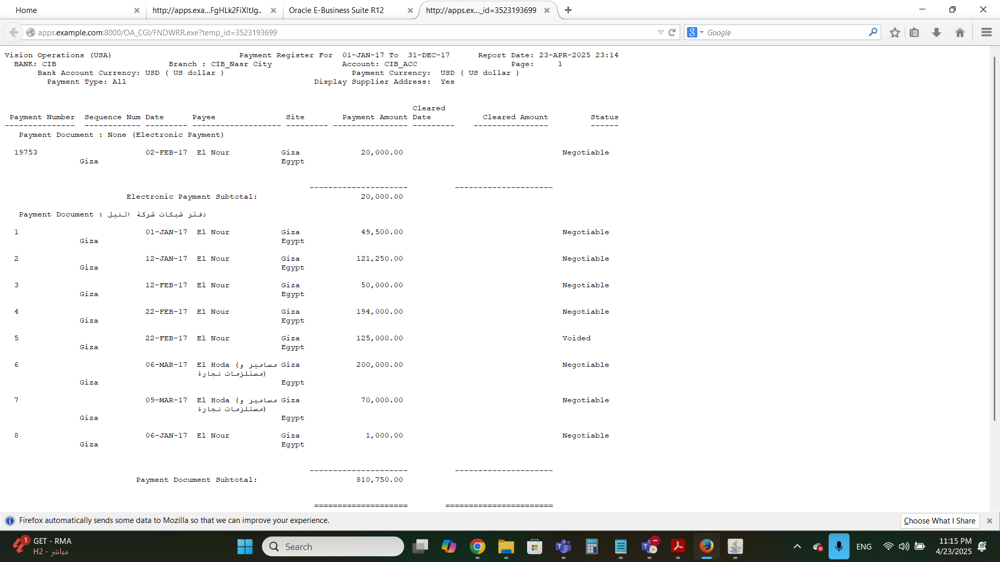 Home
http://apps.exa...FgHLk2FiXltJg..
Oracle E-Business Suite R12
http://apps.ex..._id=3523193699
apps.example.com:8000/OA_CGI/FNDWRR.exe?temp_id=3523193699
Google
Vision Operations (USA) Payment Register For 01-JAN-17 To 31-DEC-17 Report Date: 23-APR-2025 23:14
BANK: CIB Branch : CIB_Nasr City Account: CIB_ACC Page: 1
Bank Account Currency: USD ( US dollar ) Payment Currency: USD ( US dollar )
Payment Type: All Display Supplier Address: Yes
Cleared
Payment Number Sequence Num Date Payee Site Payment Amount Date Cleared Amount Status
--------------- ------------ --------- ------------------- --------- ---------------- --------- ---------------- ------
Payment Document : None (Electronic Payment)
19753 02-FEB-17 El Nour Giza 20,000.00 Negotiable
Giza Egypt
--------------------- ---------------------
Electronic Payment Subtotal: 20,000.00
Payment Document : دفتر شيكات شركة النيل
1 01-JAN-17 El Nour Giza 49,500.00 Negotiable
Giza Egypt
2 12-JAN-17 El Nour Giza 121,250.00 Negotiable
Giza Egypt
3 12-FEB-17 El Nour Giza 50,000.00 Negotiable
Giza Egypt
4 22-FEB-17 El Nour Giza 194,000.00 Negotiable
Giza Egypt
5 22-FEB-17 El Nour Giza 125,000.00 Voided
Giza Egypt
6 06-MAR-17 El Hoda (مسامير و Giza 200,000.00 Negotiable
مستلزمات نجارة)
Giza Egypt
7 09-MAR-17 El Hoda (مسامير و Giza 70,000.00 Negotiable
مستلزمات نجارة)
Giza Egypt
8 06-JAN-17 El Nour Giza 1,000.00 Negotiable
Giza Egypt
--------------------- ---------------------
Payment Document Subtotal: 810,750.00
==================== =======================
Firefox automatically sends some data to Mozilla so that we can improve your experience.
Choose What I Share
1
GET - RMA
H2 - مباشر
Search
ENG
11:15 PM
4/23/2025